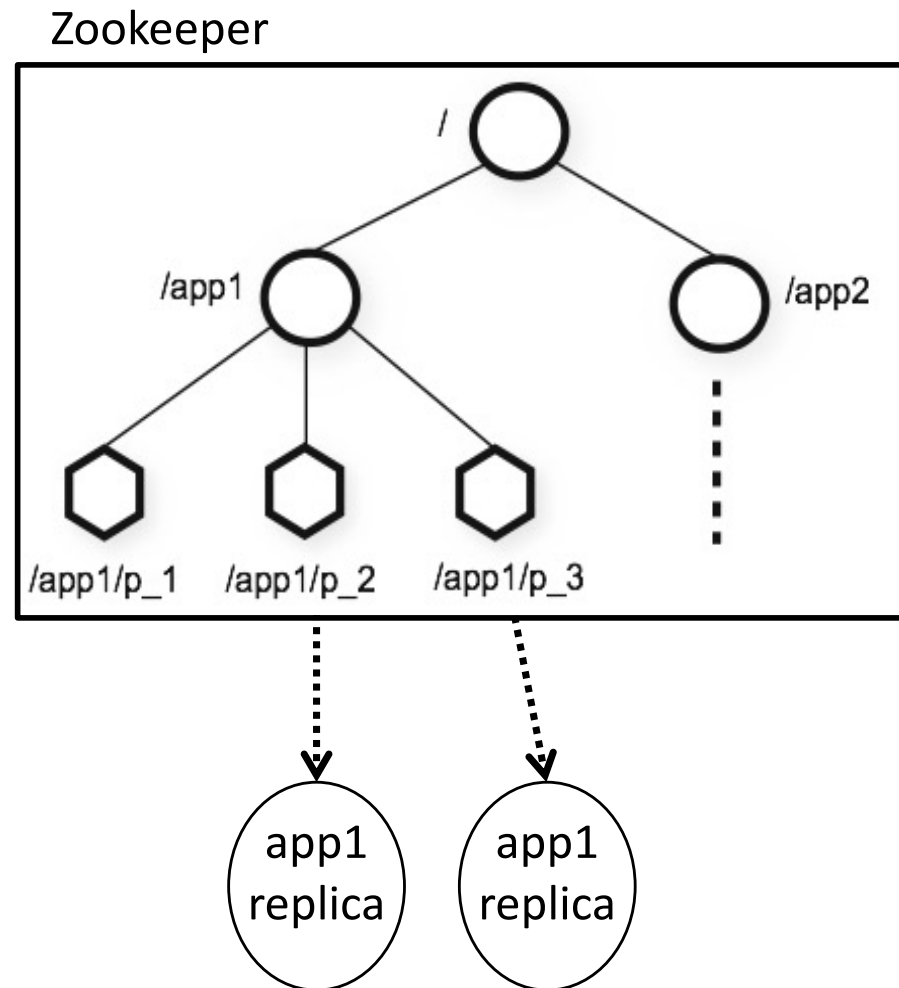 Zookeeper
/
/app1
/app2
/app1/p_1
/app1/p_2
/app1/p_3
app1
replica
app1
replica